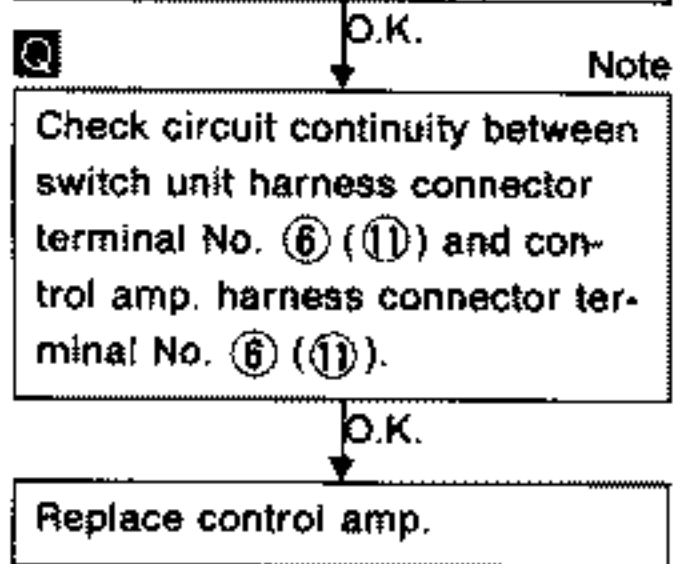 O.K.
Q
Note
Check circuit continuity between
switch unit harness connector
terminal No. ⑥ (⑪) and con-
trol amp. harness connector ter-
minal No. ⑥ (⑪).
O.K.
Replace control amp.